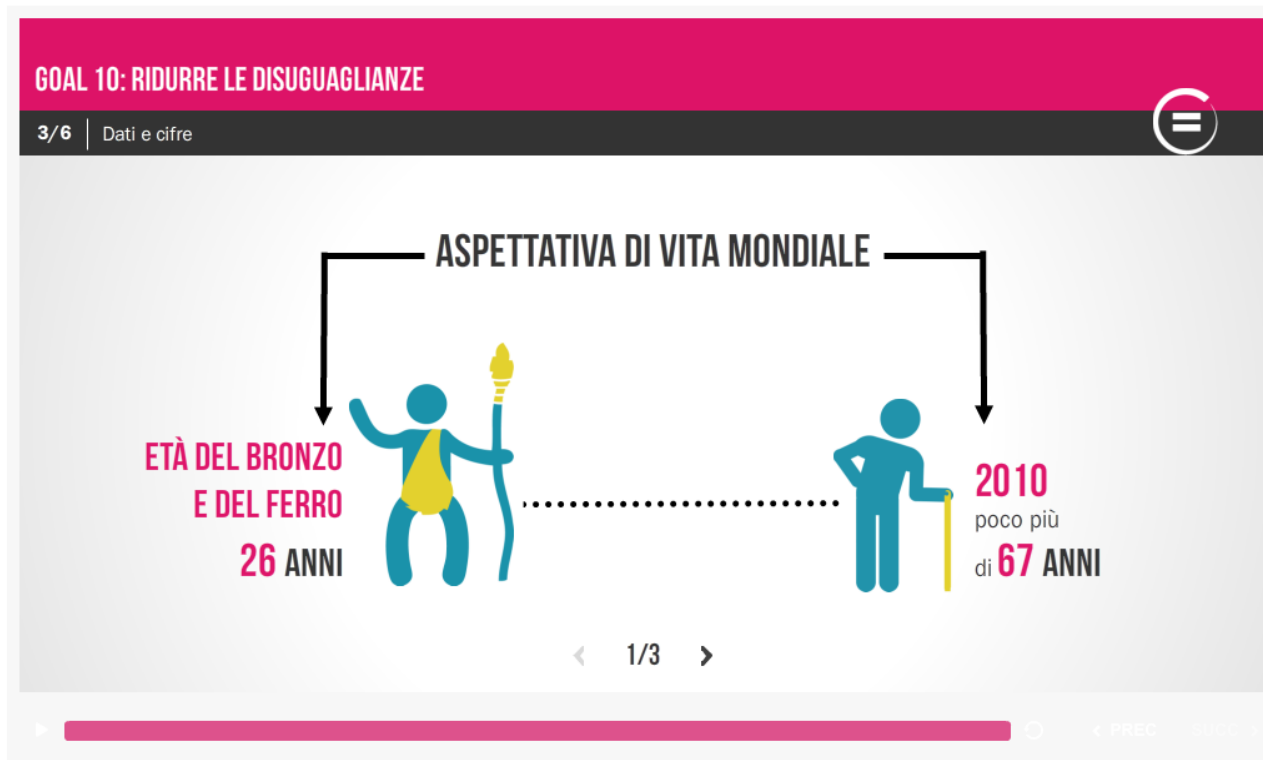 GOAL 10: RIDURRE LE DISUGUAGLIANZE
3/6 Dati e cifre
ASPETTATIVA DI VITA MONDIALE
ETÀ DEL BRONZO
E DEL FERRO
26 ANNI
2010
poco più
di 67 ANNI
1/3
PREC
SUCC